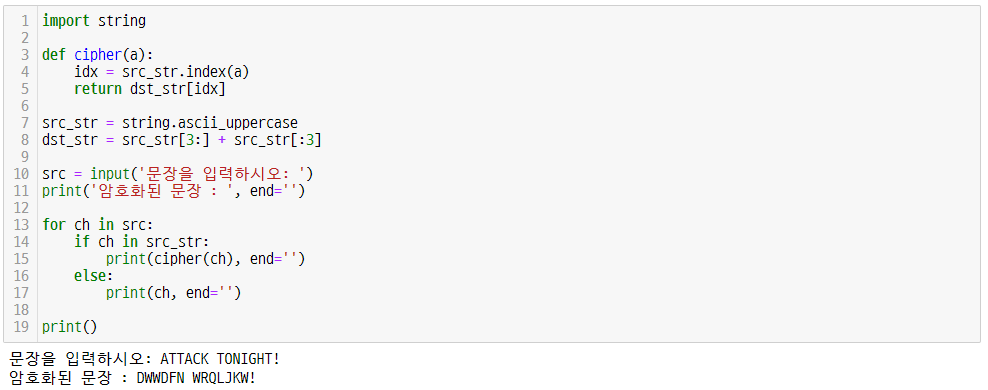 1 import string
2
3 def cipher(a):
4     idx = src_str.index(a)
5     return dst_str[idx]
6
7 src_str = string.ascii_uppercase
8 dst_str = src_str[3:] + src_str[:3]
9
10 src = input('문장을 입력하시오: ')
11 print('암호화된 문장 : ', end='')
12
13 for ch in src:
14     if ch in src_str:
15         print(cipher(ch), end='')
16     else:
17         print(ch, end='')
18
19 print()
문장을 입력하시오: ATTACK TONIGHT!
암호화된 문장 : DWWDFN WRQLJKW!